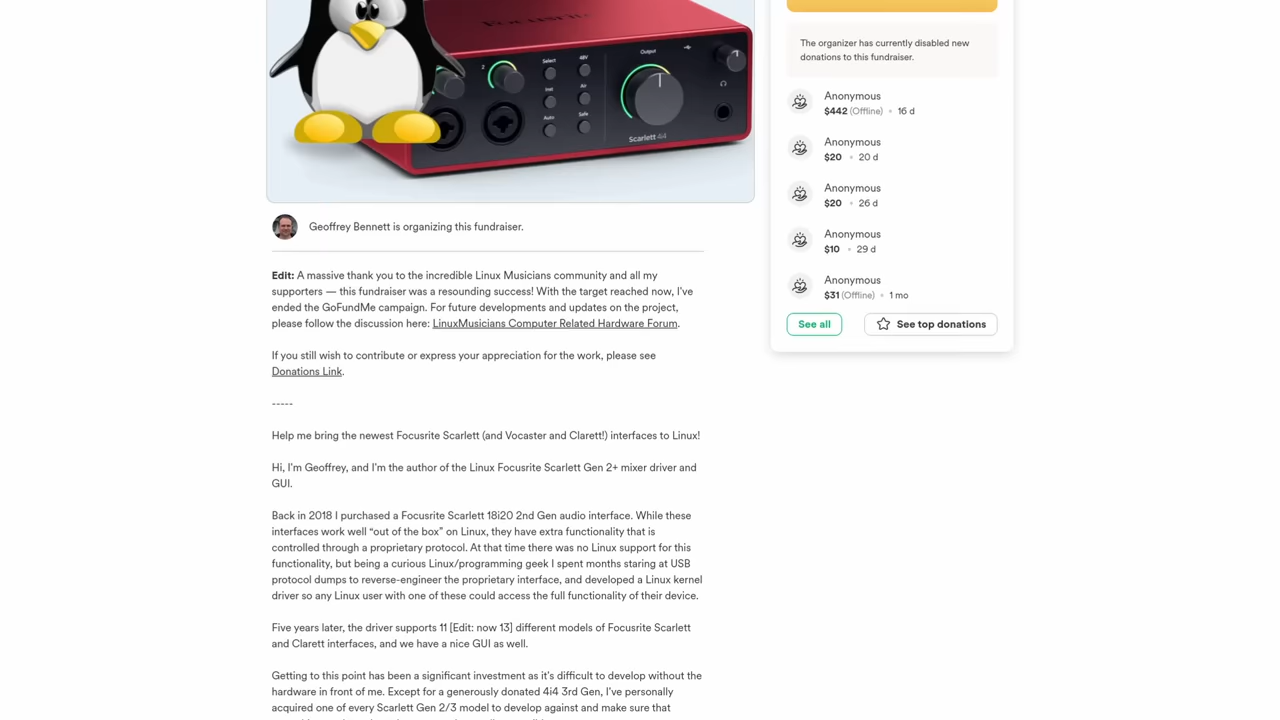 Focusrite
2
Select
48V
Inst
Air
Auto
Safe
Output
Scarlett 4i4
Geoffrey Bennett is organizing this fundraiser.
Edit: A massive thank you to the incredible Linux Musicians community and all my
supporters — this fundraiser was a resounding success! With the target reached now, I've
ended the GoFundMe campaign. For future developments and updates on the project,
please follow the discussion here: LinuxMusicians Computer Related Hardware Forum.
If you still wish to contribute or express your appreciation for the work, please see
Donations Link.
-----
Help me bring the newest Focusrite Scarlett (and Vocaster and Clarett!) interfaces to Linux!
Hi, I'm Geoffrey, and I'm the author of the Linux Focusrite Scarlett Gen 2+ mixer driver and
GUI.
Back in 2018 I purchased a Focusrite Scarlett 18i20 2nd Gen audio interface. While these
interfaces work well “out of the box” on Linux, they have extra functionality that is
controlled through a proprietary protocol. At that time there was no Linux support for this
functionality, but being a curious Linux/programming geek I spent months staring at USB
protocol dumps to reverse-engineer the proprietary interface, and developed a Linux kernel
driver so any Linux user with one of these could access the full functionality of their device.
Five years later, the driver supports 11 [Edit: now 13] different models of Focusrite Scarlett
and Clarett interfaces, and we have a nice GUI as well.
Getting to this point has been a significant investment as it's difficult to develop without the
hardware in front of me. Except for a generously donated 4i4 3rd Gen, I've personally
acquired one of every Scarlett Gen 2/3 model to develop against and make sure that
The organizer has currently disabled new
donations to this fundraiser.
Anonymous
$442 (Offline) • 16 d
Anonymous
$20 • 20 d
Anonymous
$20 • 26 d
Anonymous
$10 • 29 d
Anonymous
$31 (Offline) • 1 mo
See all
See top donations